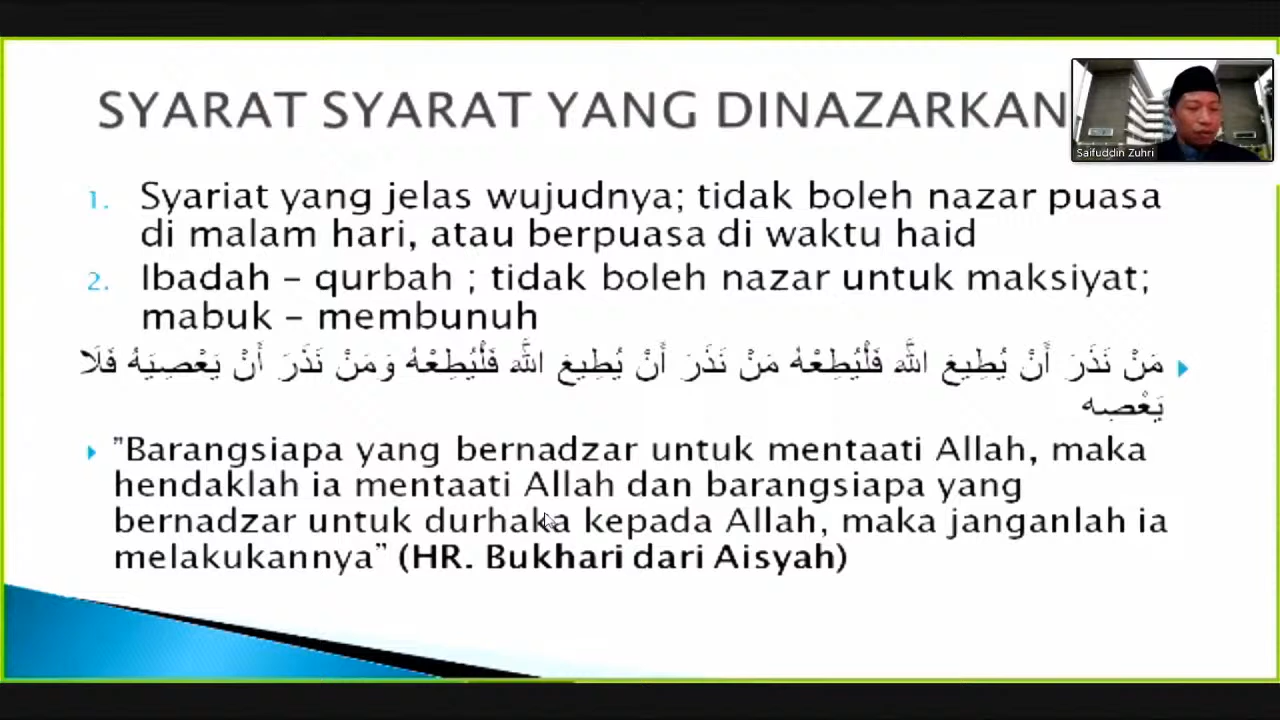 SYARAT SYARAT YANG DINAZARKAN
Saifuddin Zuhri
1. Syariat yang jelas wujudnya; tidak boleh nazar puasa
di malam hari, atau berpuasa di waktu haid
2. Ibadah – qurbah ; tidak boleh nazar untuk maksiyat;
mabuk – membunuh
مَنْ نَذَرَ أَنْ يُطِيعَ اللَّهَ فَلْيُطِعْهُ مَنْ نَذَرَ أَنْ يُطِيعَ اللَّهَ فَلْيُطِعْهُ وَمَنْ نَذَرَ أَنْ يَعْصِيَهُ فَلَا
يَعْصِه
"Barangsiapa yang bernadzar untuk mentaati Allah, maka
hendaklah ia mentaati Allah dan barangsiapa yang
bernadzar untuk durhaka kepada Allah, maka janganlah ia
melakukannya" (HR. Bukhari dari Aisyah)